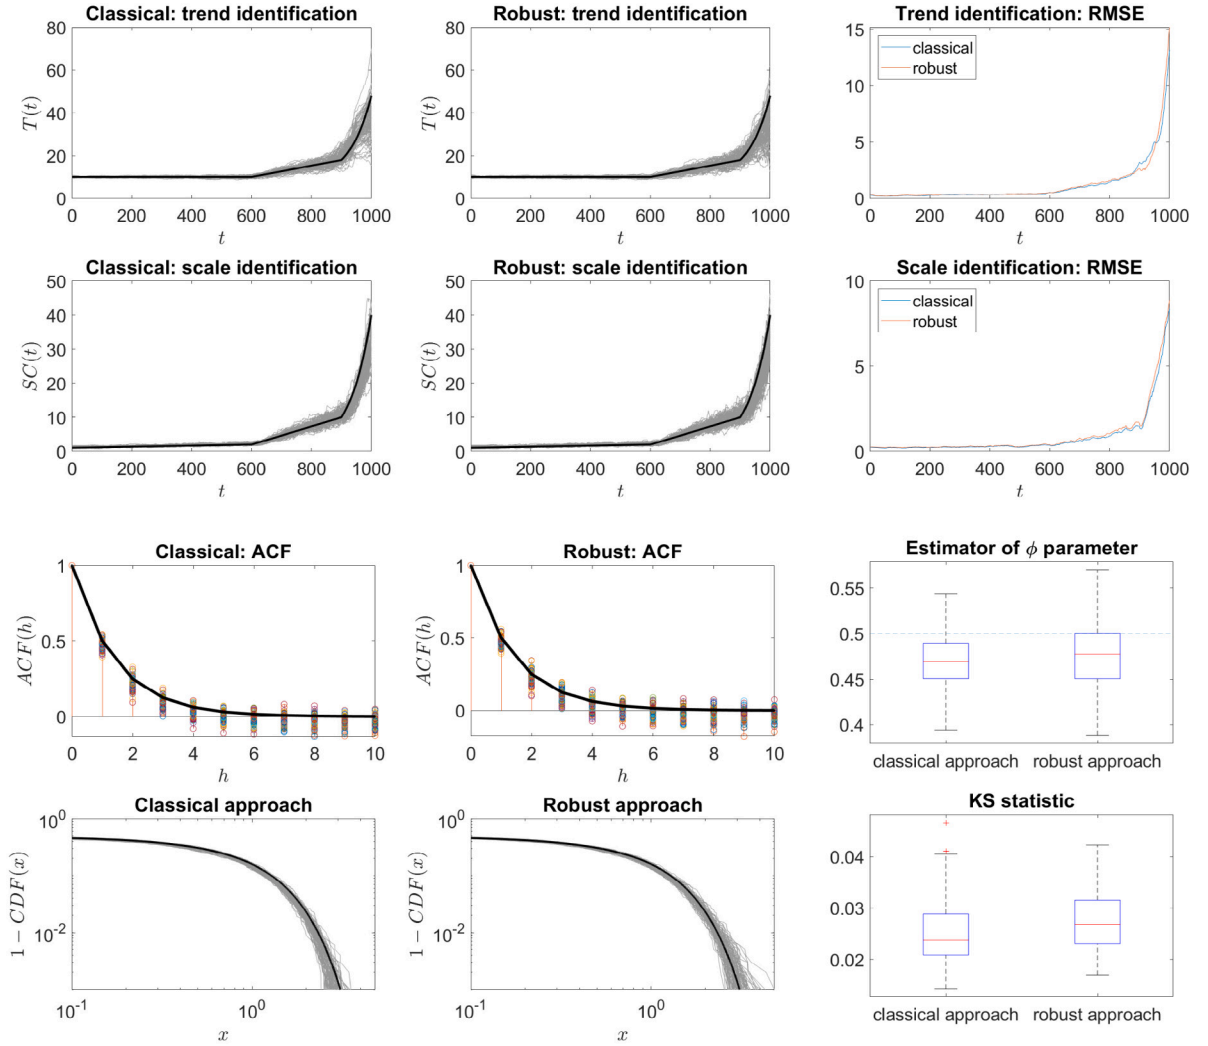 Classical: trend identification
80
60
40
20
0
T(t)
0 200 400 600 800 1000
t
Robust: trend identification
80
60
40
20
0
T(t)
0 200 400 600 800 1000
t
Trend identification: RMSE
15
10
5
0
classical
robust
0 200 400 600 800 1000
t
Classical: scale identification
50
40
30
20
10
0
SC(t)
0 200 400 600 800 1000
t
Robust: scale identification
50
40
30
20
10
0
SC(t)
0 200 400 600 800 1000
t
Scale identification: RMSE
10
5
0
classical
robust
0 200 400 600 800 1000
t
Classical: ACF
1
0.5
0
ACF(h)
0 2 4 6 8 10
h
Robust: ACF
1
0.5
0
ACF(h)
0 2 4 6 8 10
h
Estimator of ϕ parameter
0.55
0.5
0.45
0.4
classical approach robust approach
Classical approach
10^0
10^-2
1 − CDF(x)
10^-1 10^0
x
Robust approach
10^0
10^-2
1 − CDF(x)
10^-1 10^0
x
KS statistic
0.04
0.03
0.02
classical approach robust approach